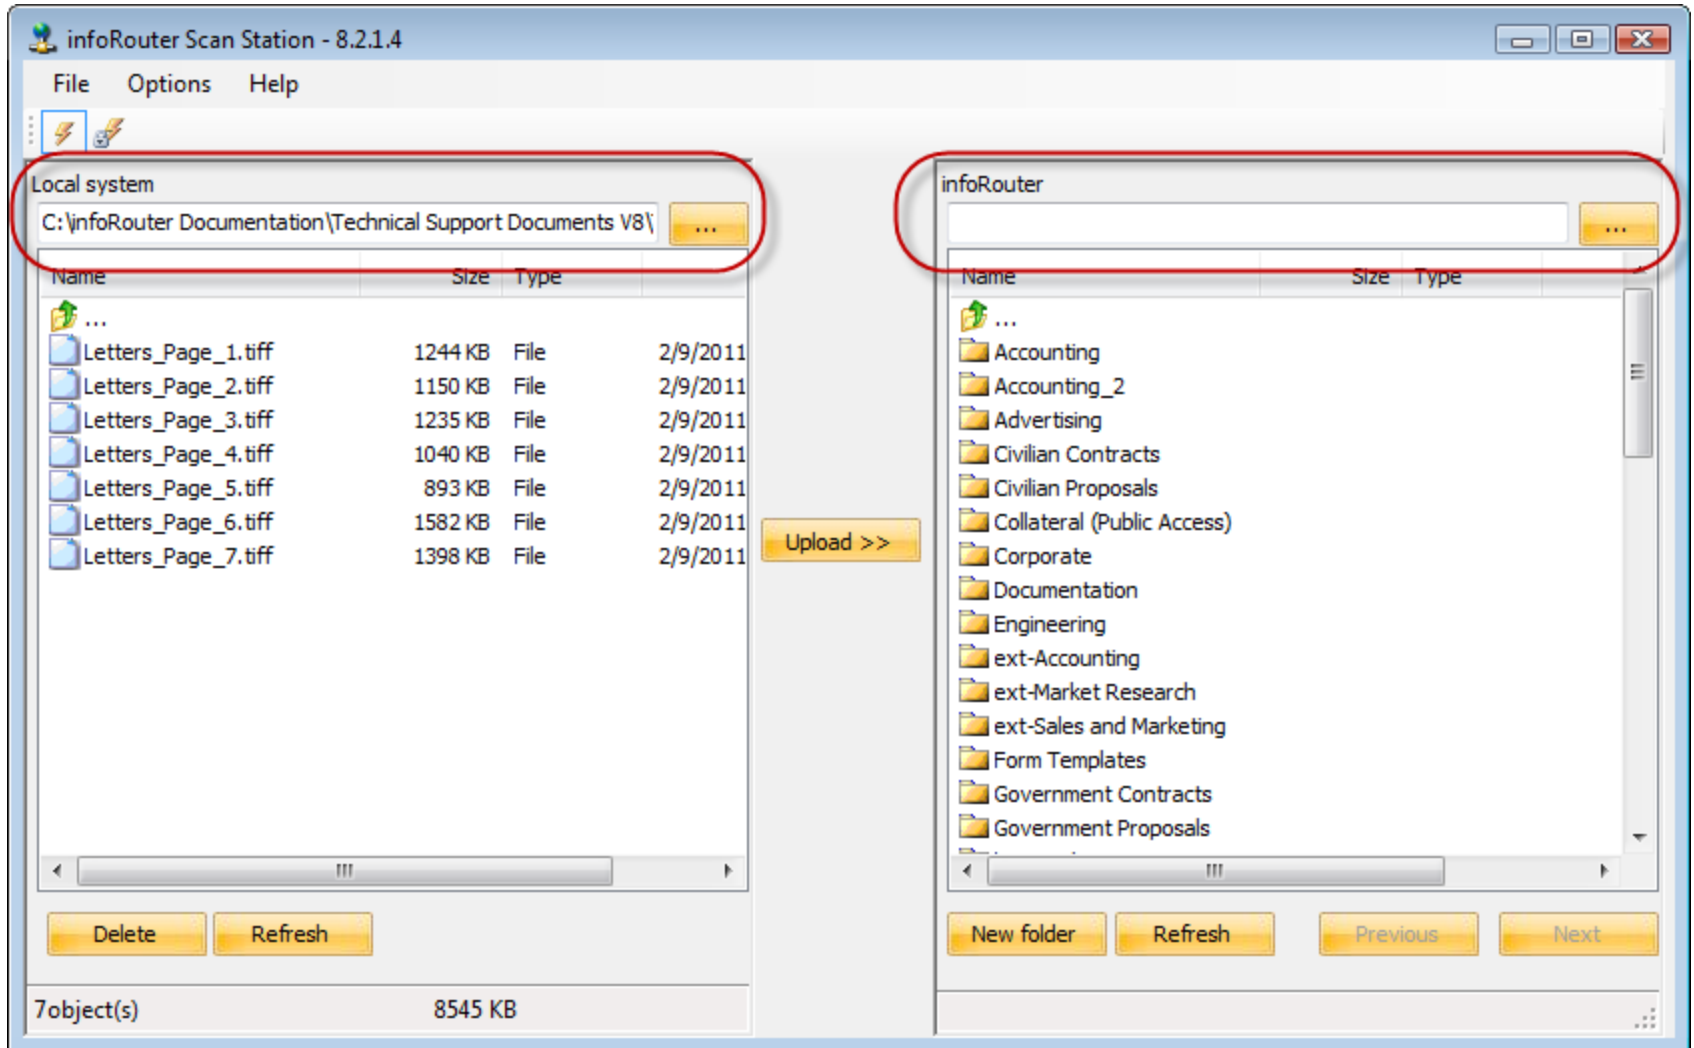 infoRouter Scan Station - 8.2.1.4
File Options Help
Local system
C:\infoRouter Documentation\Technical Support Documents V8\
...
Name Size Type
...
Letters_Page_1.tiff 1244 KB File 2/9/2011
Letters_Page_2.tiff 1150 KB File 2/9/2011
Letters_Page_3.tiff 1235 KB File 2/9/2011
Letters_Page_4.tiff 1040 KB File 2/9/2011
Letters_Page_5.tiff 893 KB File 2/9/2011
Letters_Page_6.tiff 1582 KB File 2/9/2011
Letters_Page_7.tiff 1398 KB File 2/9/2011
Delete Refresh
7object(s) 8545 KB
Upload >>
infoRouter
...
Name Size Type
...
Accounting
Accounting_2
Advertising
Civilian Contracts
Civilian Proposals
Collateral (Public Access)
Corporate
Documentation
Engineering
ext-Accounting
ext-Market Research
ext-Sales and Marketing
Form Templates
Government Contracts
Government Proposals
New folder Refresh Previous Next